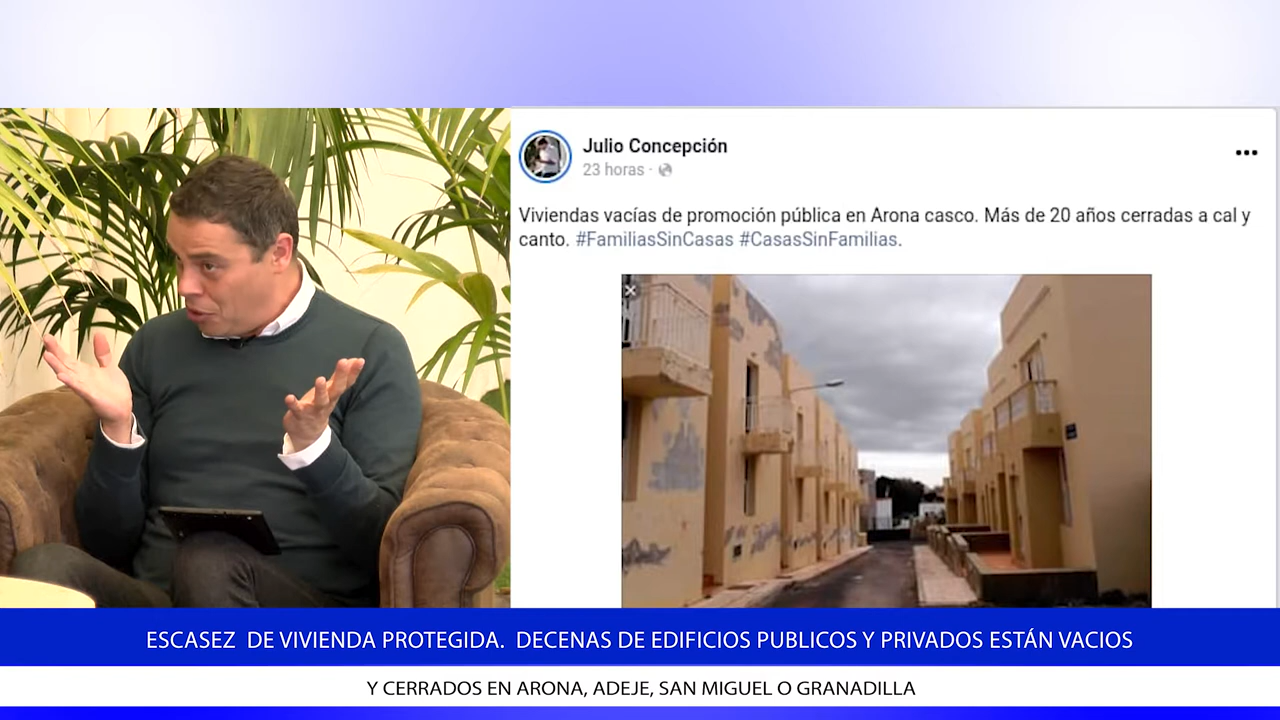 Julio Concepción
23 horas ·
Viviendas vacías de promoción pública en Arona casco. Más de 20 años cerradas a cal y
canto. #FamiliasSinCasas #CasasSinFamilias.
ESCASEZ DE VIVIENDA PROTEGIDA. DECENAS DE EDIFICIOS PUBLICOS Y PRIVADOS ESTÁN VACIOS
Y CERRADOS EN ARONA, ADEJE, SAN MIGUEL O GRANADILLA